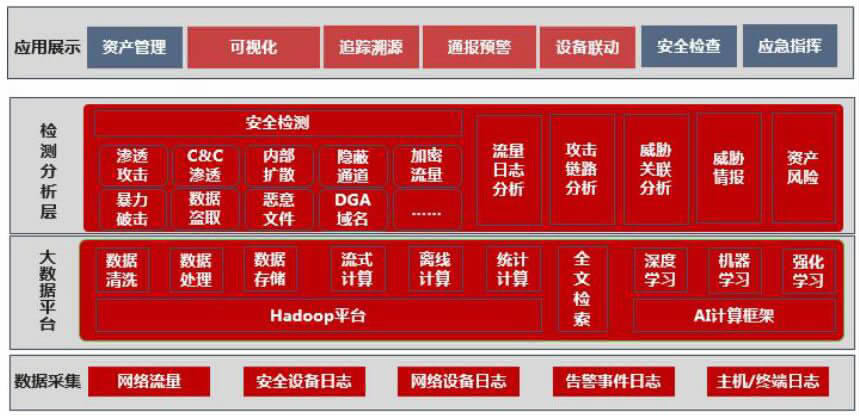 应用展示
资产管理
可视化
追踪溯源
通报预警
设备联动
安全检查
应急指挥
检测分析层
安全检测
渗透
攻击
C&C
渗透
内部
扩散
隐蔽
通道
加密
流量
暴力
破击
数据
盗取
恶意
文件
DGA
域名
……
流量
日志
分析
攻击
链路
分析
威胁
关联
分析
威胁
情报
资产
风险
大数据平台
数据
清洗
数据
处理
数据
存储
流式
计算
离线
计算
统计
计算
Hadoop平台
全文检索
深度
学习
机器
学习
强化
学习
AI计算框架
数据采集
网络流量
安全设备日志
网络设备日志
告警事件日志
主机/终端日志